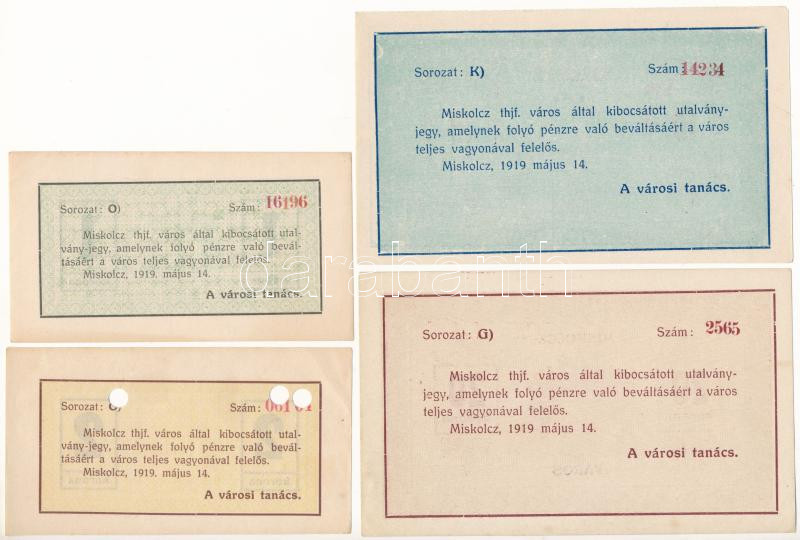 Sorozat: O) Szám: 16196
Miskolcz thjf. város által kibocsátott utal-
vány-jegy, amelynek folyó pénzre való bevál-
tásáért a város teljes vagyonával felelős.
Miskolcz, 1919. május 14.
A városi tanács.
Sorozat: K) Szám 14234
Miskolcz thjf. város által kibocsátott utalvány-
jegy, amelynek folyó pénzre való beváltásáért a város
teljes vagyonával felelős.
Miskolcz, 1919 május 14.
A városi tanács.
Sorozat: Szám:
Miskolcz thjf. város által kibocsátott utal-
vány-jegy, amelynek folyó pénzre való bevál-
tásáért a város teljes vagyonával felelős.
Miskolcz, 1919. május 14.
A városi tanács.
Sorozat: G) Szám: 2565
Miskolcz thjf. város által kibocsátott utalvány-
jegy, amelynek folyó pénzre való beváltásáért a város
teljes vagyonával felelős.
Miskolcz, 1919 május 14.
A városi tanács.
darabanth